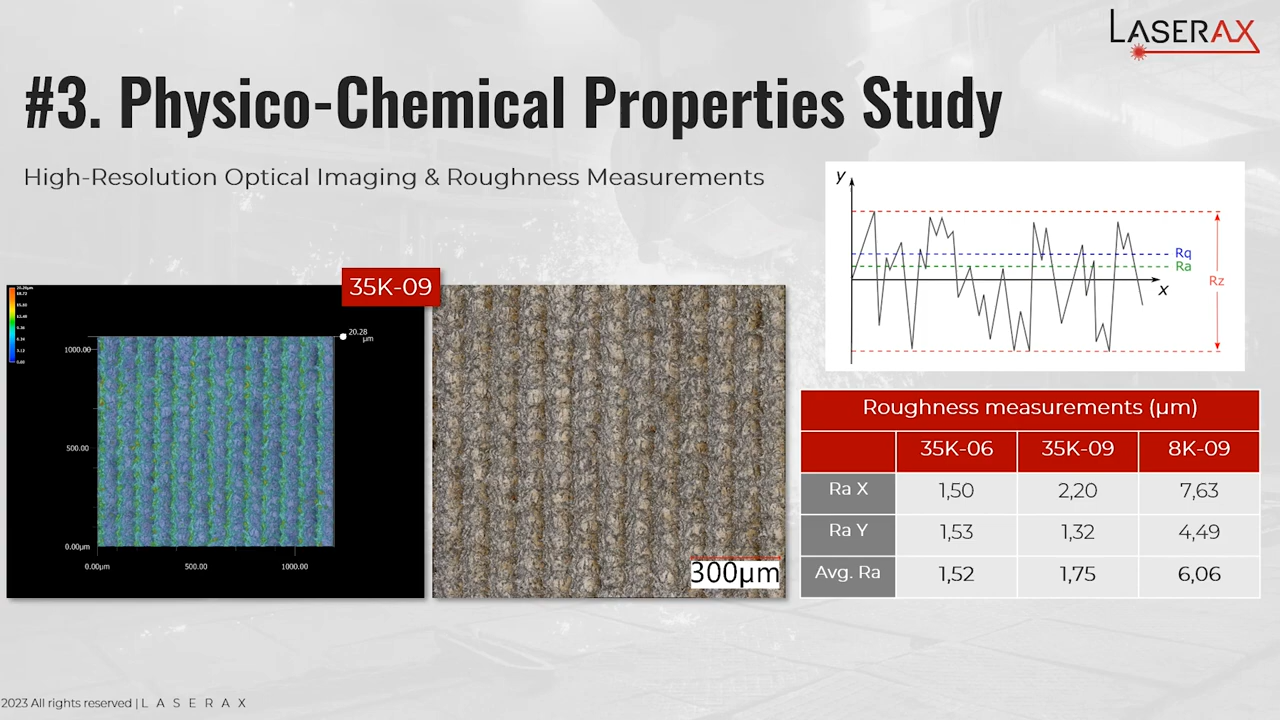 LASERAX
#3. Physico-Chemical Properties Study
High-Resolution Optical Imaging & Roughness Measurements
y
Rq
Ra
Rz
x
35K-09
20.28
µm
1000.00
500.00
0.00µm
0.00µm 500.00 1000.00
300µm
Roughness measurements (µm)
35K-06 35K-09 8K-09
Ra X 1,50 2,20 7,63
Ra Y 1,53 1,32 4,49
Avg. Ra 1,52 1,75 6,06
2023 All rights reserved | L A S E R A X